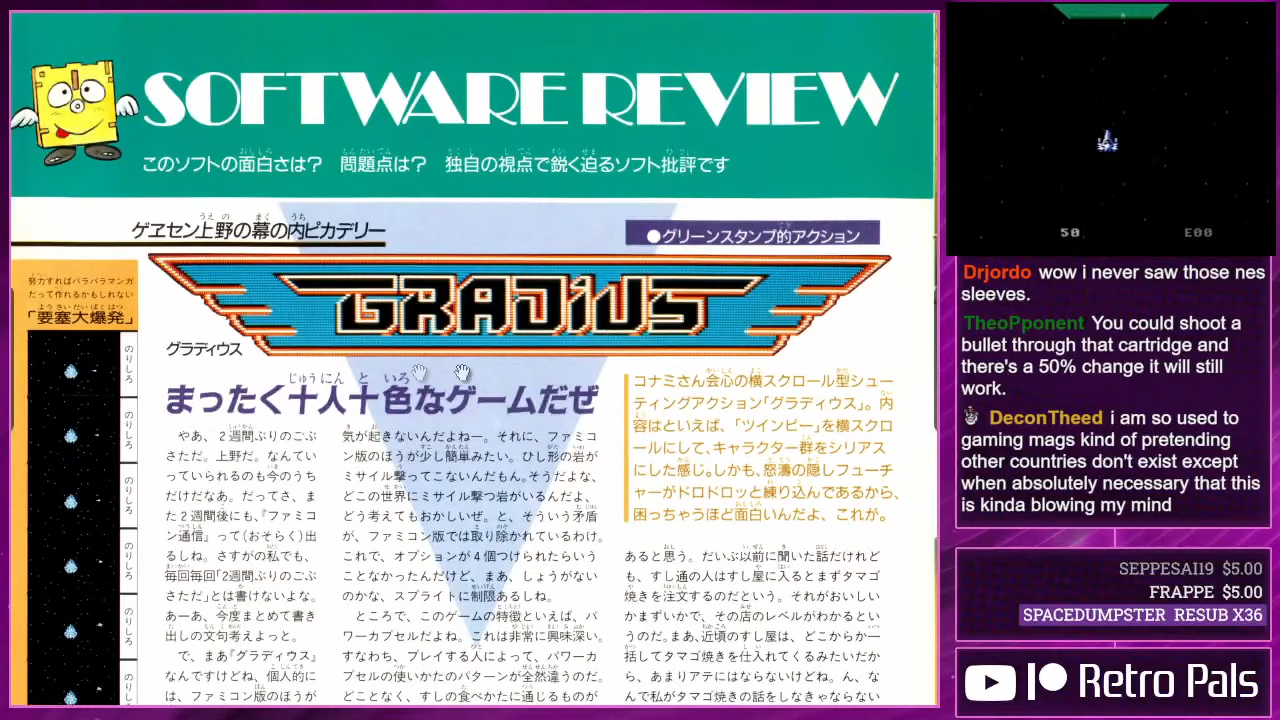 SOFTWARE REVIEW
このソフトの面白さは? 問題点は? 独自の視点で鋭く迫るソフト批評です
ゲヱセン上野の幕の内ピカデリー
●グリーンスタンプ的アクション
努力すればパラパラマンガ
だって作れるかもしれない
「要塞大爆発」
のりしろ
のりしろ
のりしろ
のりしろ
のりしろ
GRADIUS
グラディウス
まったく十人十色なゲームだぜ
やあ、2週間ぶりのごぶ
さただ。上野だ。なんてい
っていられるのも今のうち
だけだなあ。だってさ、ま
た2週間後にも、『ファミコ
ン通信』って(おそらく)出
るしね。さすがの私でも、
毎回毎回「2週間ぶりのごぶ
さただ」とは書けないよな。
あーあ、今度まとめて書き
出しの文句考えよっと。
で、まあ『グラディウス』
なんですけどね、個人的に
は、ファミコン版のほうが
気が起きないんだよねー。それに、ファミコ
ン版のほうが少し簡単みたい。ひし形の岩が
ミサイル撃ってこないんだもん。そうだよな、
どこの世界にミサイル撃つ岩がいるんだよ、
どう考えてもおかしいぜ。と、そういう矛盾
が、ファミコン版では取り除かれているわけ。
これで、オプションが4個つけられたらいう
ことなかったんだけど、まあ、しょうがない
のかな、スプライトに制限あるしね。
ところで、このゲームの特徴といえば、パ
ワーカプセルだよね。これは非常に興味深い。
すなわち、プレイする人によって、パワーカ
プセルの使いかたのパターンが全然違うのだ。
どことなく、すしの食べかたに通じるものが
コナミさん会心の横スクロール型シュー
ティングアクション「グラディウス」。内
容はといえば、「ツインビー」を横スクロ
ールにして、キャラクター群をシリアス
にした感じ。しかも、怒濤の隠しフューチ
ャーがドロドロッと練り込んであるから、
困っちゃうほど面白いんだよ、これが。
あると思う。だいぶ以前に聞いた話だけれど
も、すし通の人はすし屋に入るとまずタマゴ
焼きを注文するのだという。それがおいしい
かまずいかで、その店のレベルがわかるとい
うのだ。まあ、近頃のすし屋は、どこからか一
括してタマゴ焼きを仕入れてくるみたいだか
ら、あまりアテにはならないけどね。ん、な
んで私がタマゴ焼きの話をしなきゃならない
50 E00
Drjordo wow i never saw those nes
sleeves.
TheoPponent You could shoot a
bullet through that cartridge and
there's a 50% change it will still
work.
DeconTheed i am so used to
gaming mags kind of pretending
other countries don't exist except
when absolutely necessary that this
is kinda blowing my mind
SEPPESAI19 $5.00
FRAPPE $5.00
SPACEDUMPSTER RESUB X36
Retro Pals